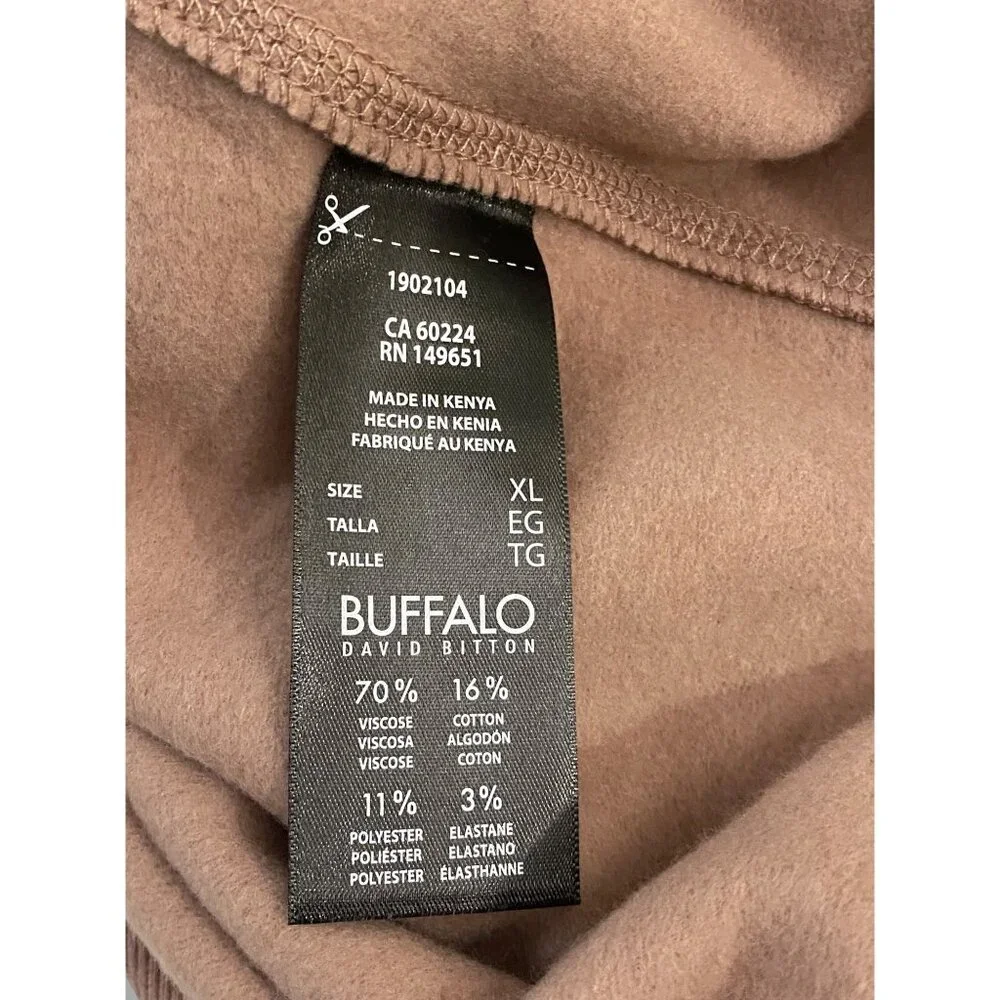 1902104
CA 60224
RN 149651
MADE IN KENYA
HECHO EN KENIA
FABRIQUÉ AU KENYA
SIZE XL
TALLA EG
TAILLE TG
BUFFALO
DAVID BITTON
70% 16%
VISCOSE COTTON
VISCOSA ALGODÓN
VISCOSE COTON
11% 3%
POLYESTER ELASTANE
POLIÉSTER ELASTANO
POLYESTER ÉLASTHANNE